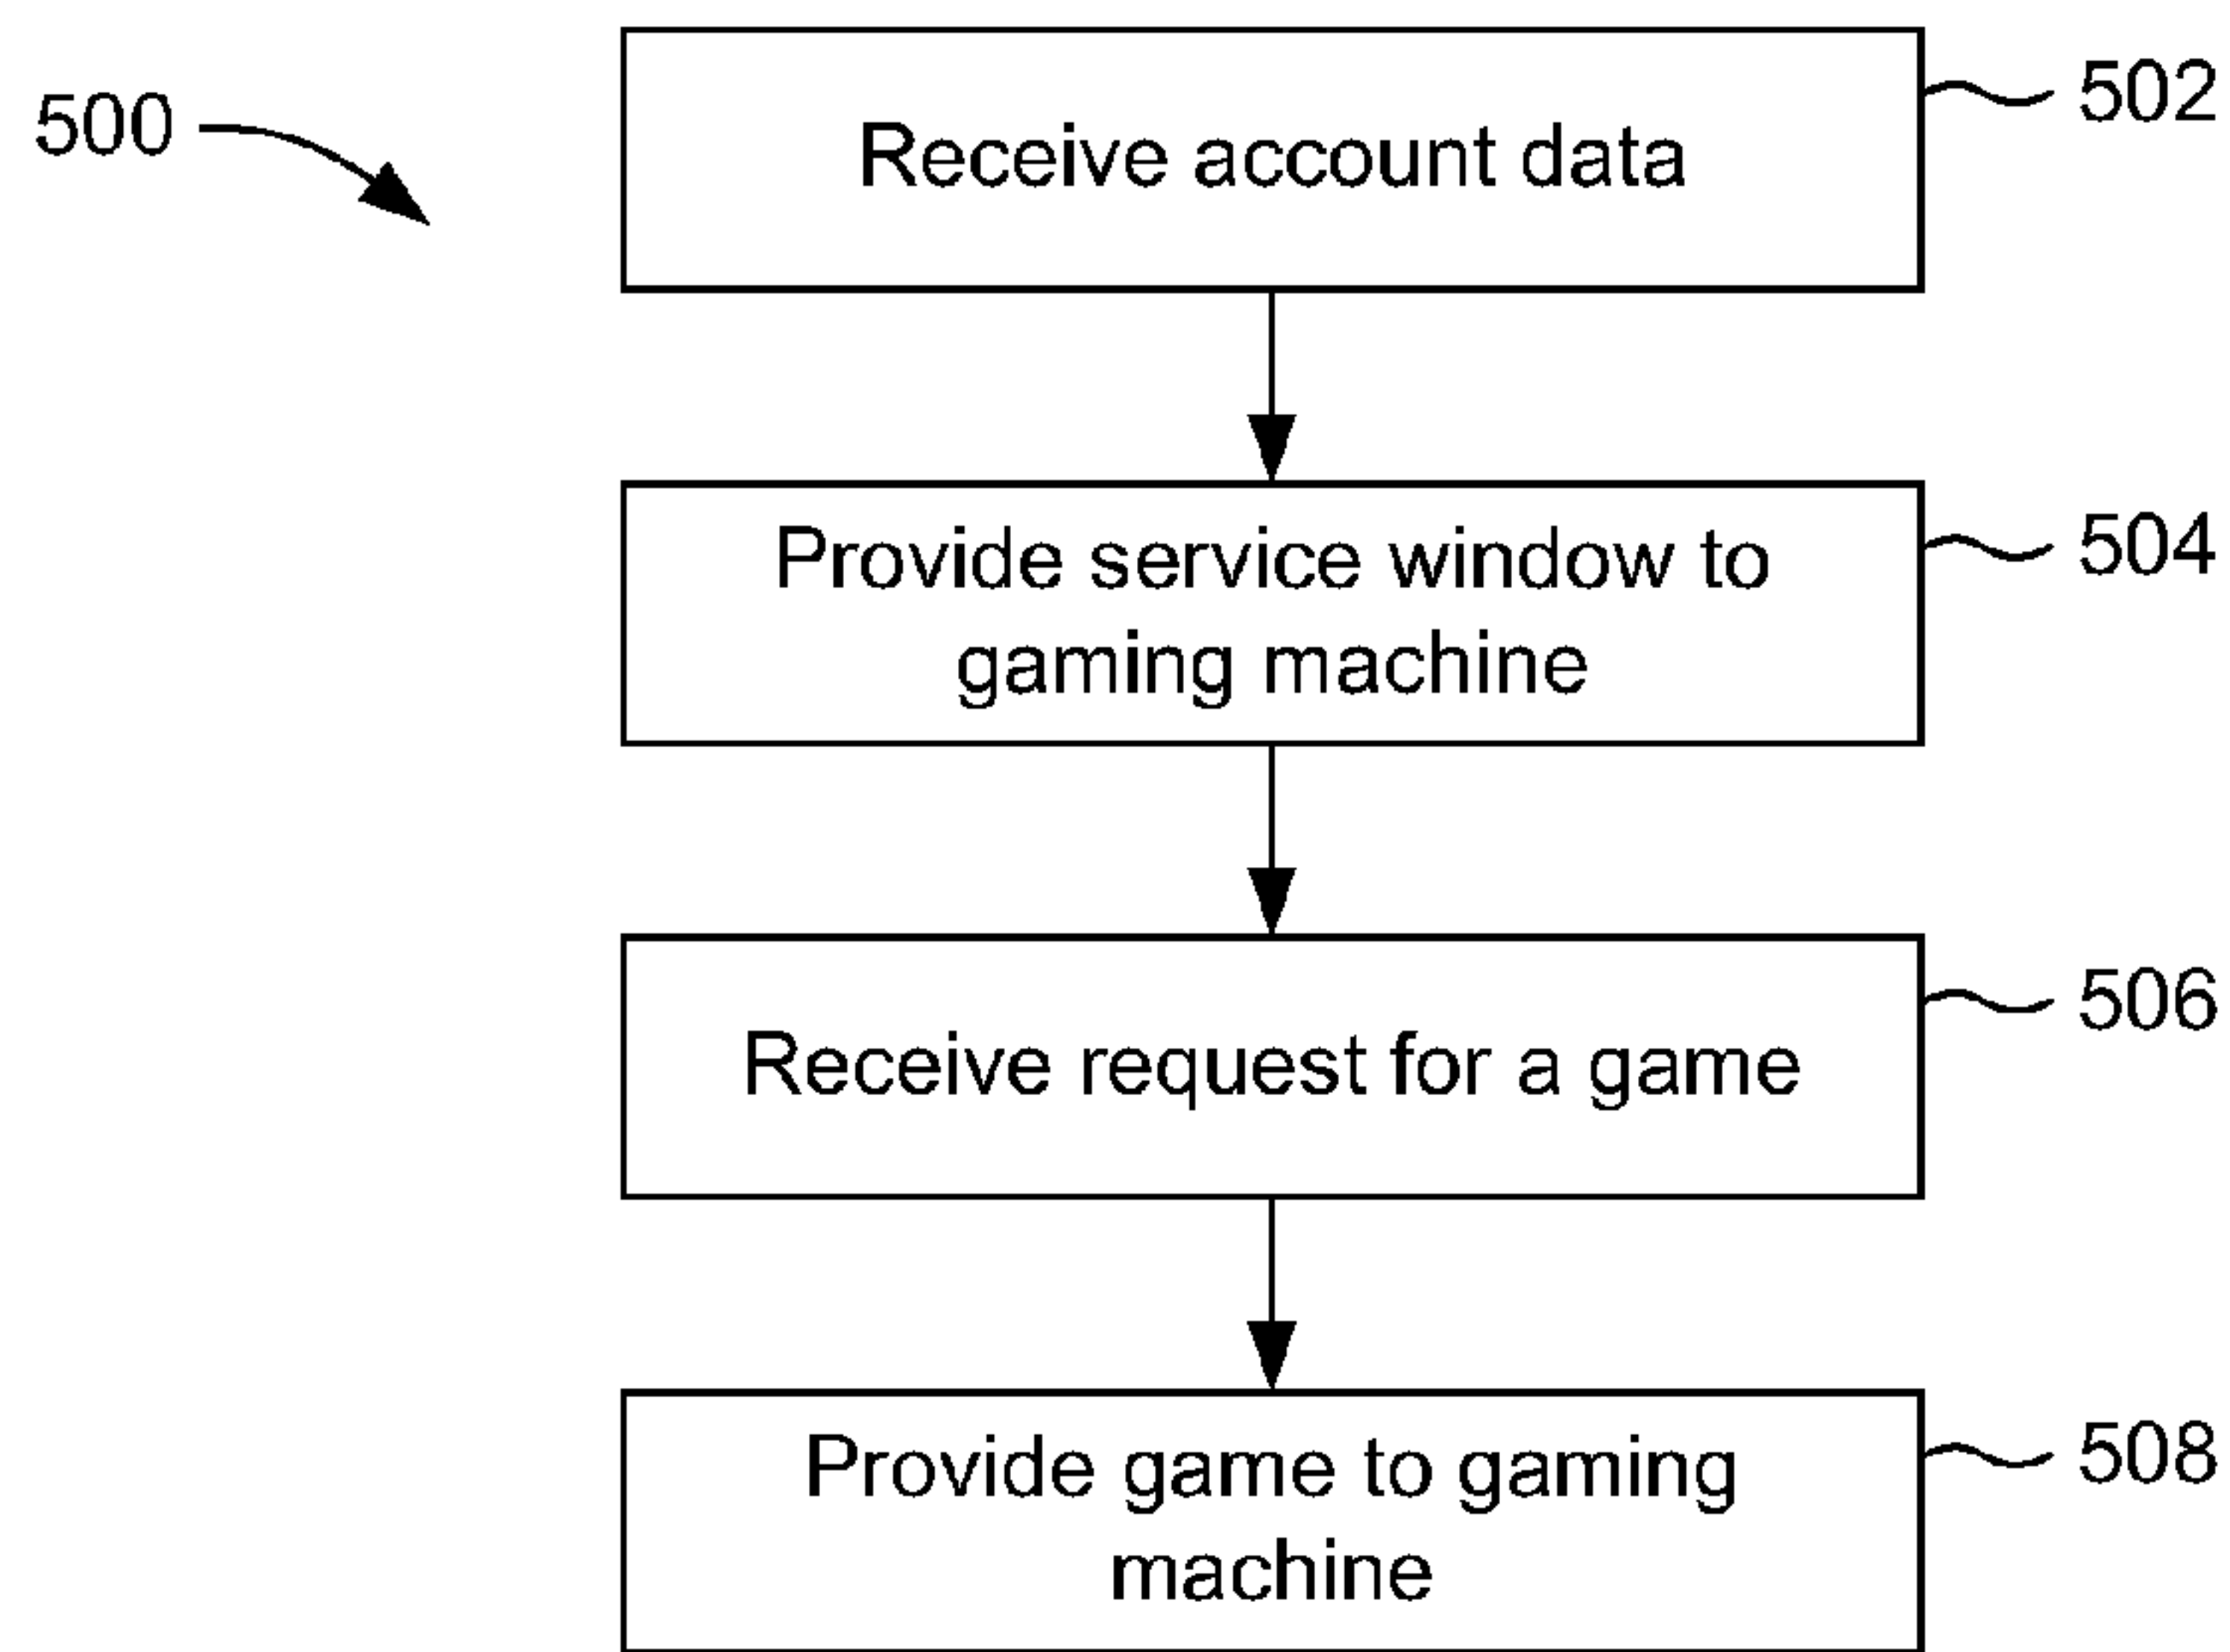 500
Receive account data
502
Provide service window to
gaming machine
504
Receive request for a game
506
Provide game to gaming
machine
508